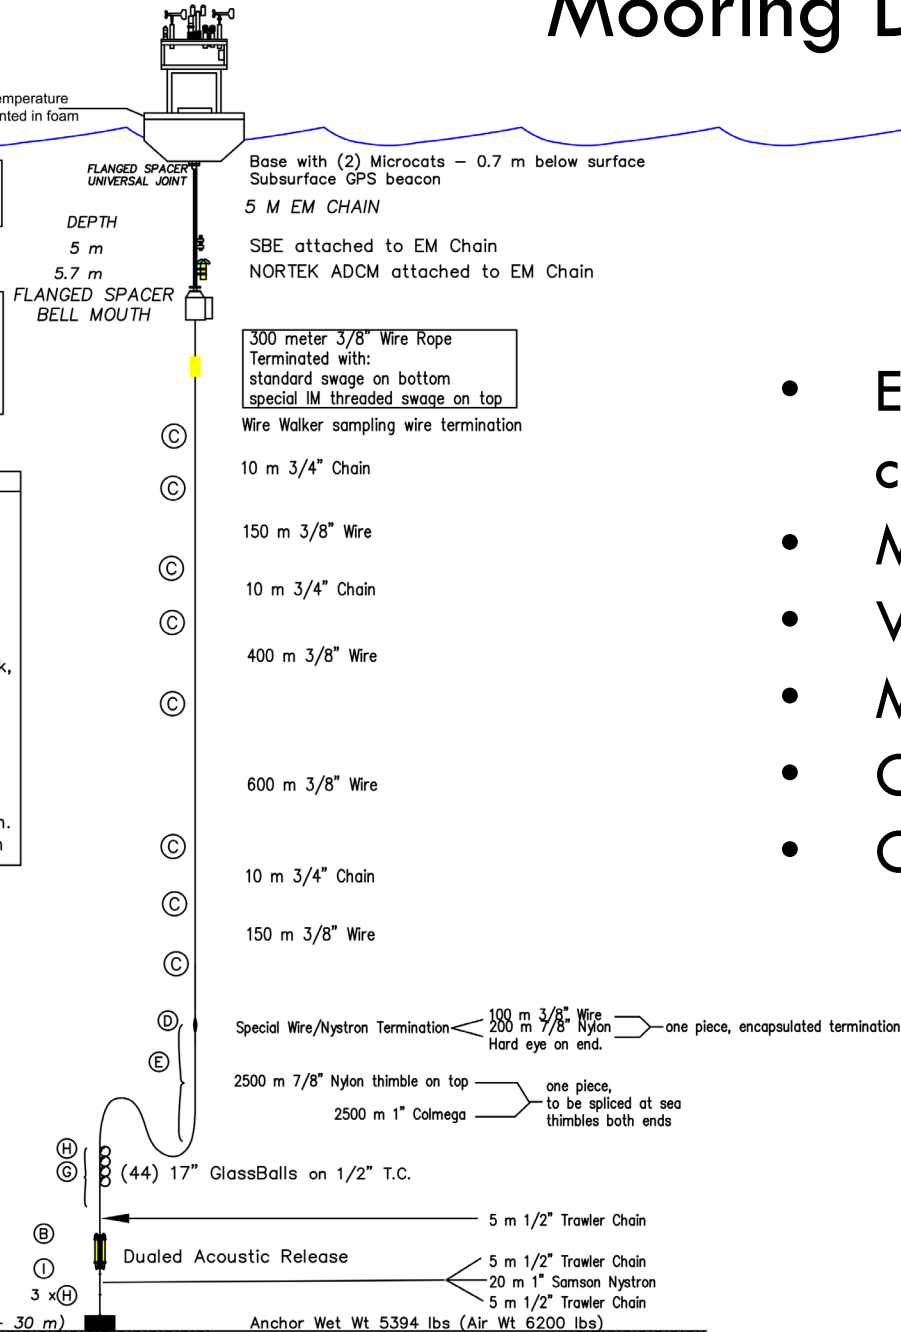 Mooring D
emperature
nted in foam
FLANGED SPACER
UNIVERSAL JOINT
Base with (2) Microcats – 0.7 m below surface
Subsurface GPS beacon
5 M EM CHAIN
DEPTH
5 m
SBE attached to EM Chain
5.7 m
NORTEK ADCM attached to EM Chain
FLANGED SPACER
BELL MOUTH
300 meter 3/8" Wire Rope
Terminated with:
standard swage on bottom
special IM threaded swage on top
Wire Walker sampling wire termination
C
10 m 3/4" Chain
C
150 m 3/8" Wire
C
10 m 3/4" Chain
C
400 m 3/8" Wire
C
600 m 3/8" Wire
C
10 m 3/4" Chain
C
150 m 3/8" Wire
C
D
Special Wire/Nystron Termination
100 m 3/8" Wire
200 m 7/8" Nylon
Hard eye on end.
one piece, encapsulated termination
E
2500 m 7/8" Nylon thimble on top
2500 m 1" Colmega
one piece,
to be spliced at sea
thimbles both ends
H
G
(44) 17" GlassBalls on 1/2" T.C.
5 m 1/2" Trawler Chain
B
Dualed Acoustic Release
I
3 x H
5 m 1/2" Trawler Chain
20 m 1" Samson Nystron
5 m 1/2" Trawler Chain
30 m)
Anchor Wet Wt 5394 lbs (Air Wt 6200 lbs)
k,
n.
• E
c
• M
• V
• M
• C
• C